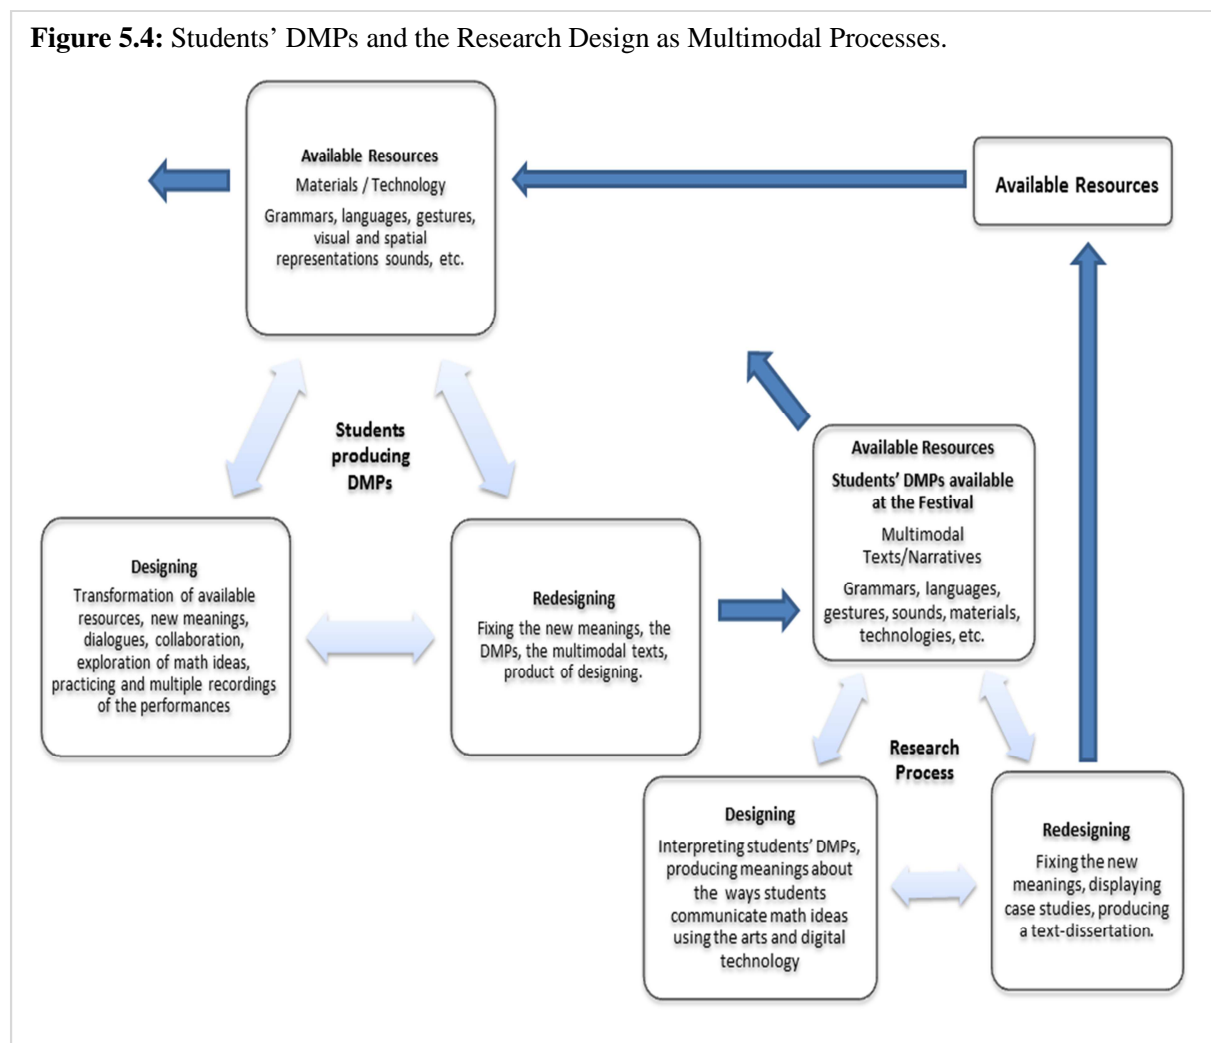 Figure 5.4: Students’ DMPs and the Research Design as Multimodal Processes.
Available Resources
Materials / Technology
Grammars, languages, gestures,
visual and spatial
representations sounds, etc.
Available Resources
Students
producing
DMPs
Designing
Transformation of available
resources, new meanings,
dialogues, collaboration,
exploration of math ideas,
practicing and multiple recordings
of the performances
Redesigning
Fixing the new meanings, the
DMPs, the multimodal texts,
product of designing.
Available Resources
Students’ DMPs available
at the Festival
Multimodal
Texts/Narratives
Grammars, languages,
gestures, sounds, materials,
technologies, etc.
Research
Process
Designing
Interpreting students’ DMPs,
producing meanings about
the ways students
communicate math ideas
using the arts and digital
technology
Redesigning
Fixing the new
meanings, displaying
case studies, producing
a text-dissertation.